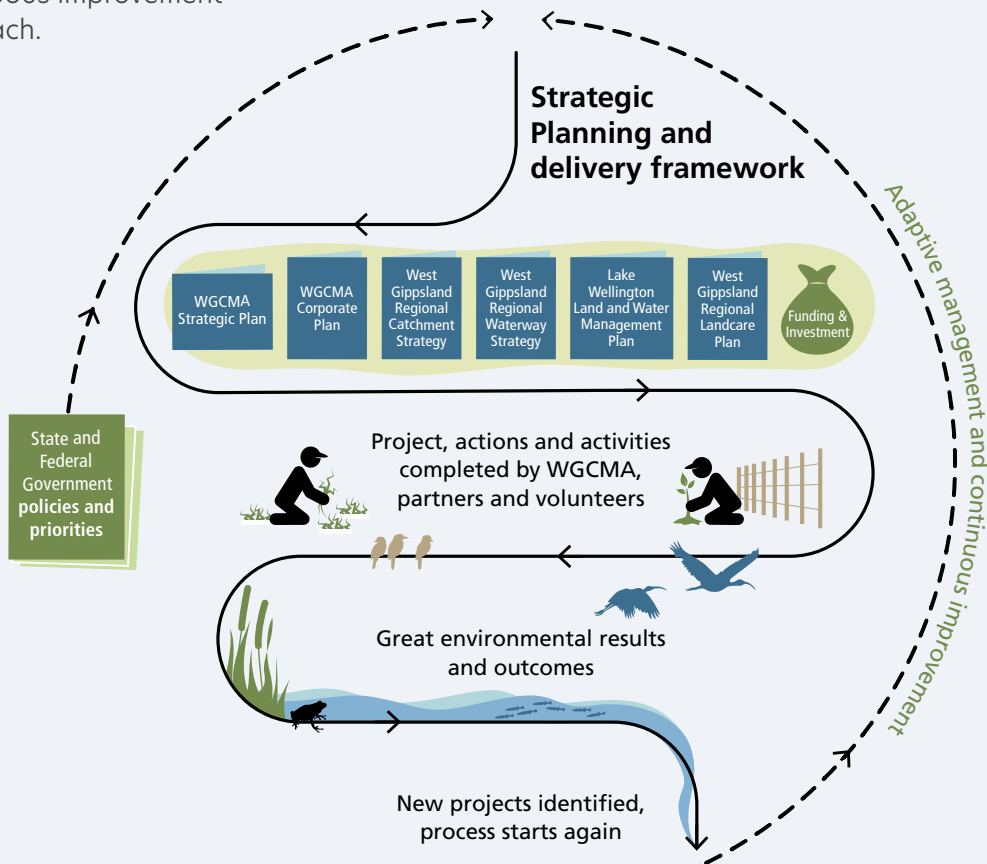 ach.
Strategic
Planning and
delivery framework
WGCMA
Strategic Plan
WGCMA
Corporate
Plan
West
Gippsland
Regional
Catchment
Strategy
West
Gippsland
Regional
Waterway
Strategy
Lake
Wellington
Land and Water
Management
Plan
West
Gippsland
Regional
Landcare
Plan
Funding &
Investment
State and
Federal
Government
policies and
priorities
Project, actions and activities
completed by WGCMA,
partners and volunteers
Great environmental results
and outcomes
New projects identified,
process starts again
Adaptive management and continuous improvement